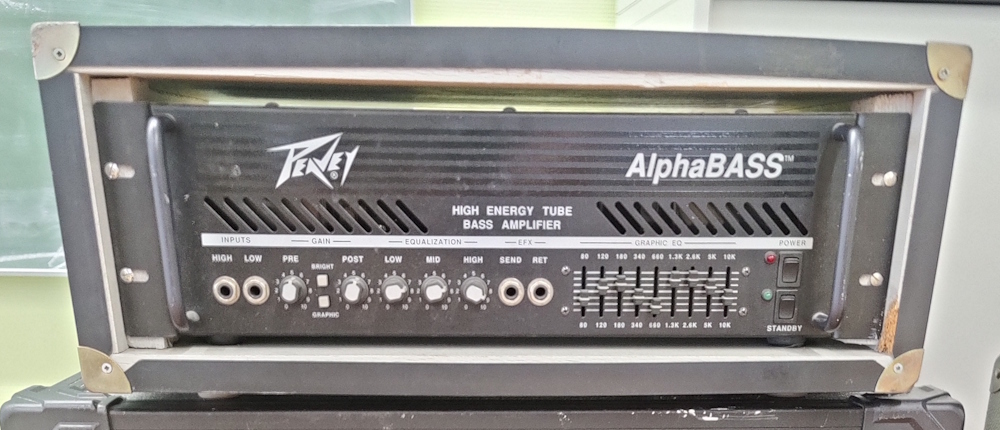 PEAVEY®
AlphaBASS™
HIGH ENERGY TUBE
BASS AMPLIFIER
INPUTS GAIN EQUALIZATION EFX GRAPHIC EQ POWER
HIGH LOW PRE BRIGHT POST LOW MID HIGH SEND RET
80 120 180 340 660 1.3K 2.6K 5K 10K
0 10 0 10 0 10 0 10 0 10
GRAPHIC
80 120 180 340 660 1.3K 2.6K 5K 10K
STANDBY